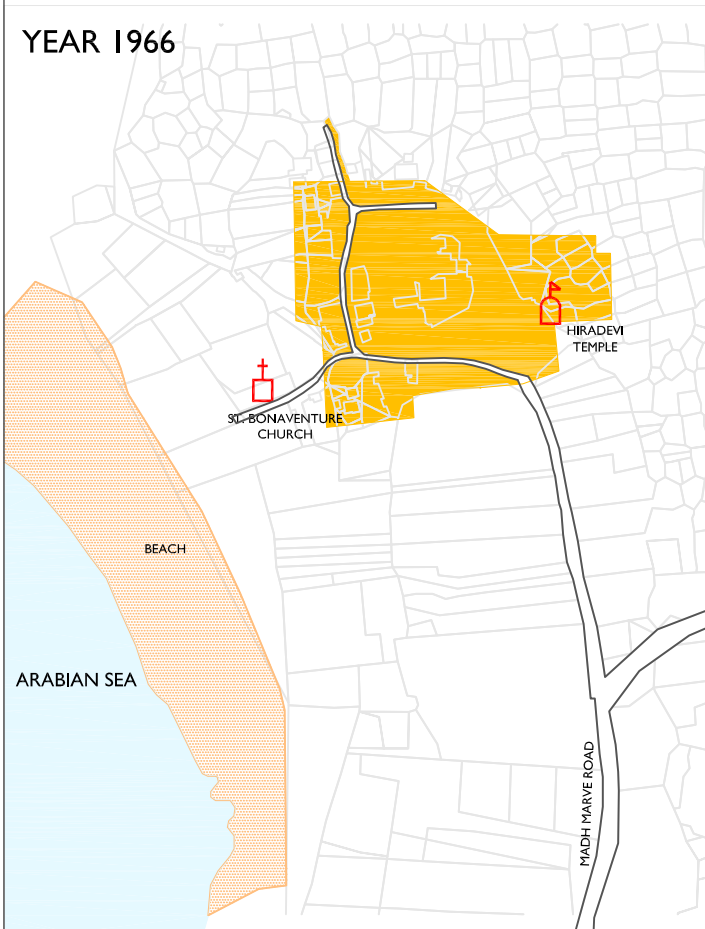 YEAR 1966
HIRADEVI
TEMPLE
ST. BONAVENTURE
CHURCH
BEACH
ARABIAN SEA
MADH MARVE ROAD